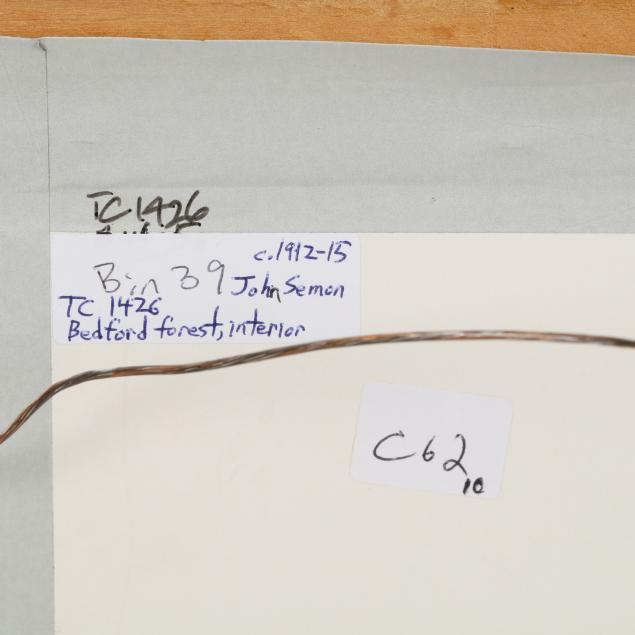 TC 1426
c.1912-15
Bin 39
John Semon
TC 1426
Bedford forest, interior
C62
10